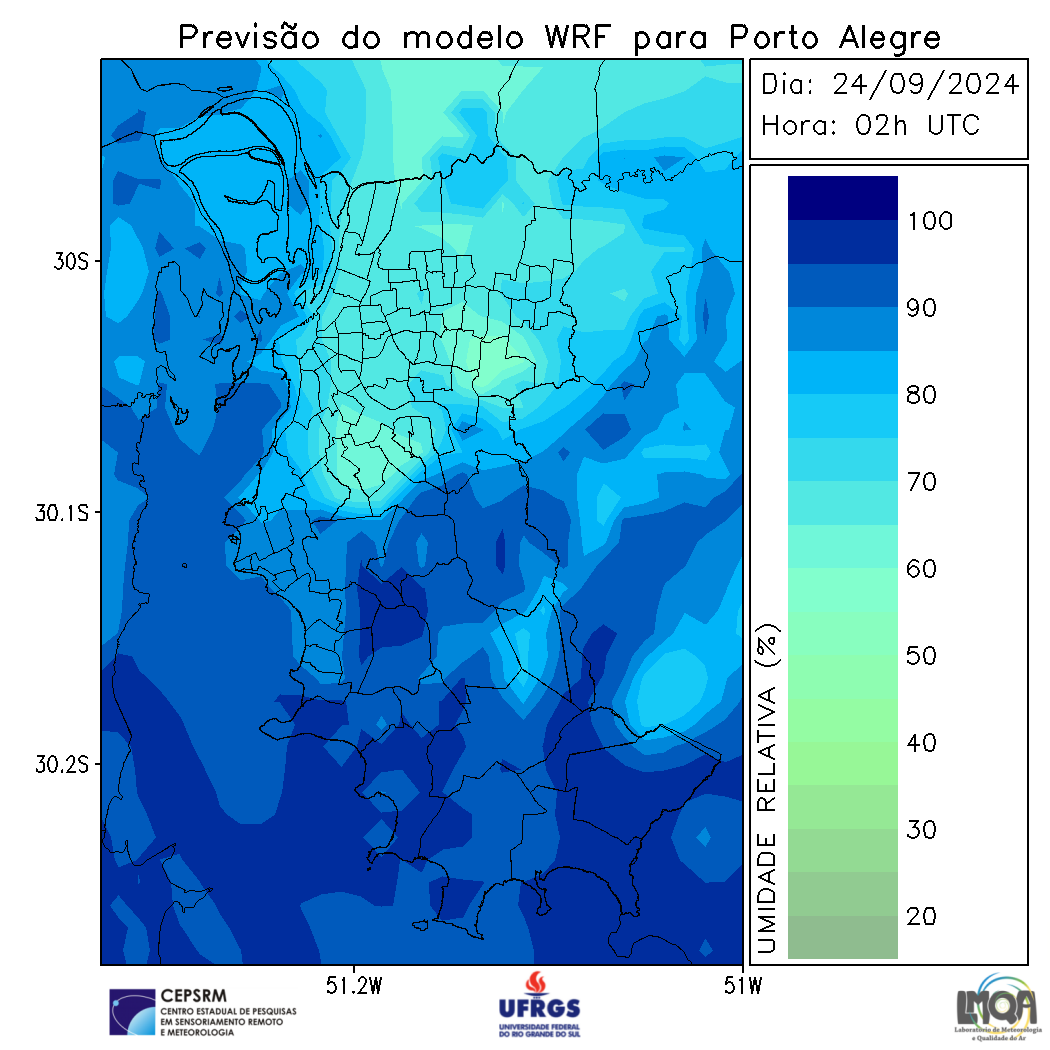 Previsão do modelo WRF para Porto Alegre
Dia: 24/09/2024
Hora: 02h UTC
30S
30.1S
30.2S
51.2W
51W
UMIDADE RELATIVA (%)
100
90
80
70
60
50
40
30
20
CEPSRM
CENTRO ESTADUAL DE PESQUISAS
EM SENSORIAMENTO REMOTO
E METEOROLOGIA
UFRGS
UNIVERSIDADE FEDERAL
DO RIO GRANDE DO SUL
LMQA
Laboratório de Meteorologia
e Qualidade do Ar